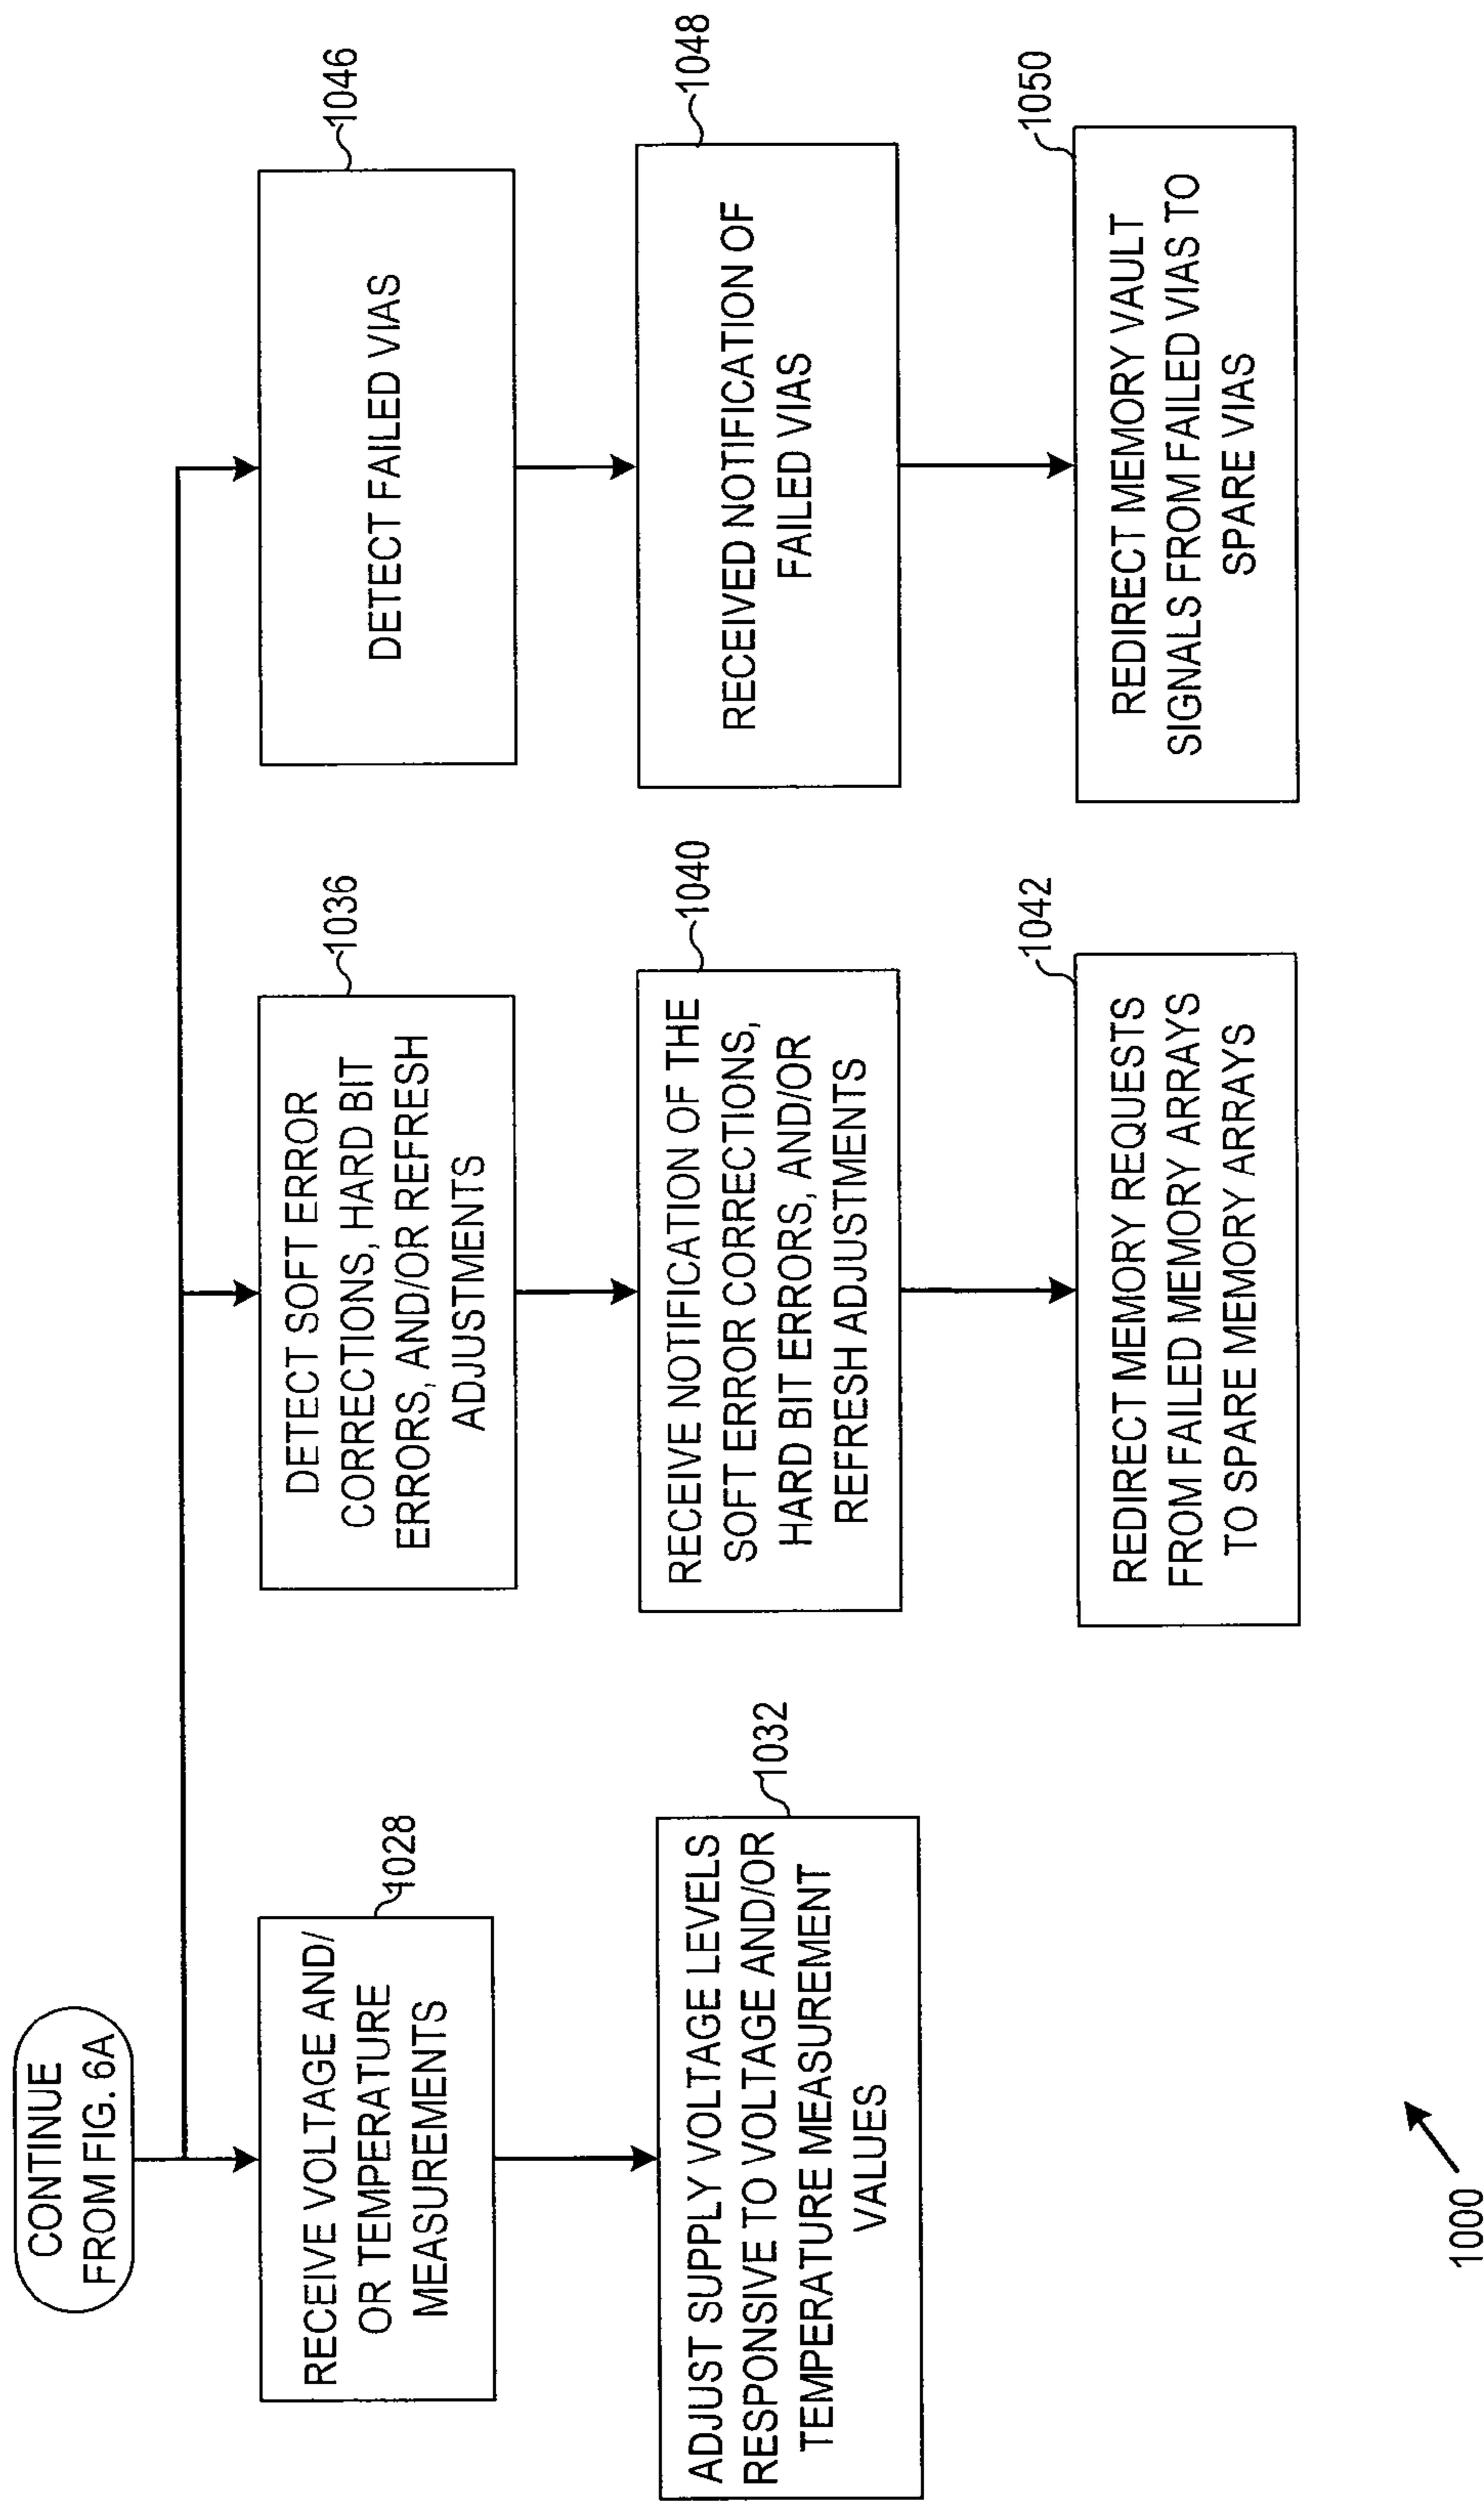 CONTINUE
FROM FIG. 6A
1028
RECEIVE VOLTAGE AND/
OR TEMPERATURE
MEASUREMENTS
1032
ADJUST SUPPLY VOLTAGE LEVELS
RESPONSIVE TO VOLTAGE AND/OR
TEMPERATURE MEASUREMENT
VALUES
1036
DETECT SOFT ERROR
CORRECTIONS, HARD BIT
ERRORS, AND/OR REFRESH
ADJUSTMENTS
1040
RECEIVE NOTIFICATION OF THE
SOFT ERROR CORRECTIONS,
HARD BIT ERRORS, AND/OR
REFRESH ADJUSTMENTS
1042
REDIRECT MEMORY REQUESTS
FROM FAILED MEMORY ARRAYS
TO SPARE MEMORY ARRAYS
1046
DETECT FAILED VIAS
1048
RECEIVED NOTIFICATION OF
FAILED VIAS
1050
REDIRECT MEMORY VAULT
SIGNALS FROM FAILED VIAS TO
SPARE VIAS
1000